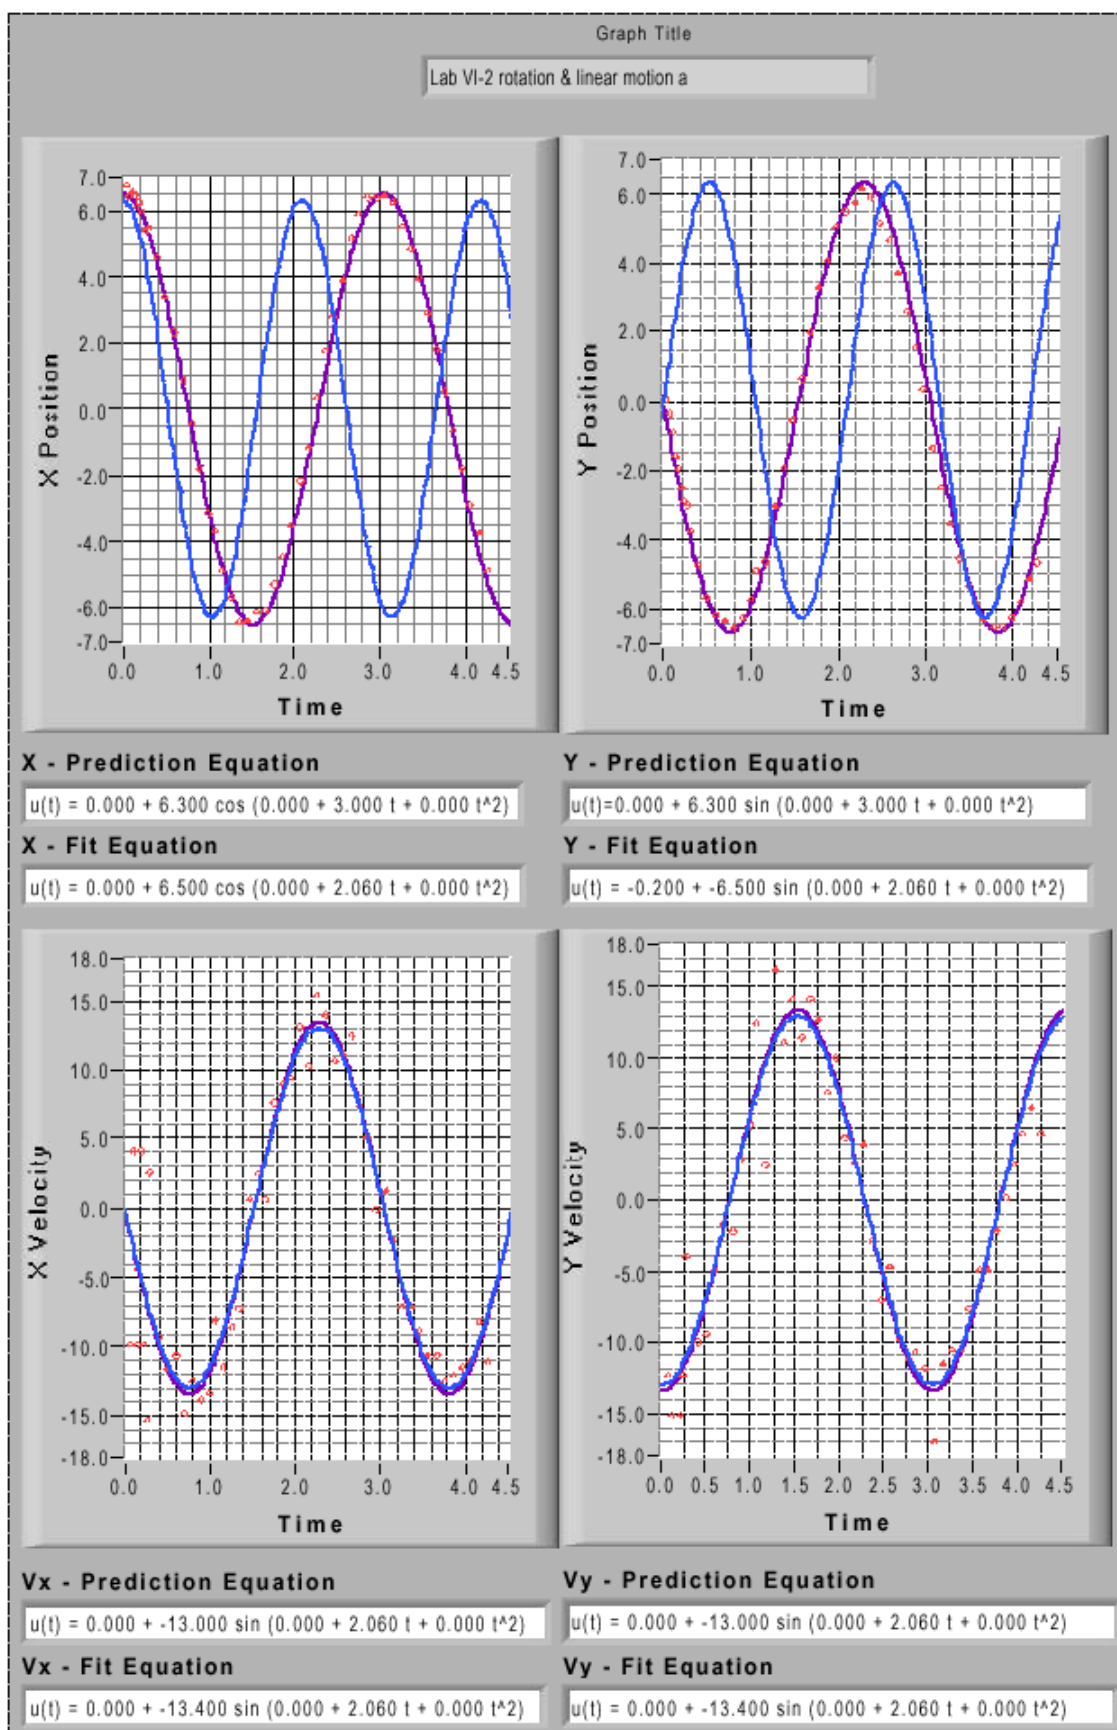 Graph Title
Lab VI-2 rotation & linear motion a
7.0
6.0
4.0
2.0
0.0
-2.0
-4.0
-6.0
-7.0
X Position
0.0 1.0 2.0 3.0 4.0 4.5
Time
7.0
6.0
4.0
2.0
0.0
-2.0
-4.0
-6.0
-7.0
Y Position
0.0 1.0 2.0 3.0 4.0 4.5
Time
X - Prediction Equation
u(t) = 0.000 + 6.300 cos (0.000 + 3.000 t + 0.000 t^2)
Y - Prediction Equation
u(t)=0.000 + 6.300 sin (0.000 + 3.000 t + 0.000 t^2)
X - Fit Equation
u(t) = 0.000 + 6.500 cos (0.000 + 2.060 t + 0.000 t^2)
Y - Fit Equation
u(t) = -0.200 + -6.500 sin (0.000 + 2.060 t + 0.000 t^2)
18.0
15.0
10.0
5.0
0.0
-5.0
-10.0
-15.0
-18.0
X Velocity
0.0 1.0 2.0 3.0 4.0 4.5
Time
18.0
15.0
10.0
5.0
0.0
-5.0
-10.0
-15.0
-18.0
Y Velocity
0.0 0.5 1.0 1.5 2.0 2.5 3.0 3.5 4.0 4.5
Time
Vx - Prediction Equation
u(t) = 0.000 + -13.000 sin (0.000 + 2.060 t + 0.000 t^2)
Vy - Prediction Equation
u(t) = 0.000 + -13.000 sin (0.000 + 2.060 t + 0.000 t^2)
Vx - Fit Equation
u(t) = 0.000 + -13.400 sin (0.000 + 2.060 t + 0.000 t^2)
Vy - Fit Equation
u(t) = 0.000 + -13.400 sin (0.000 + 2.060 t + 0.000 t^2)